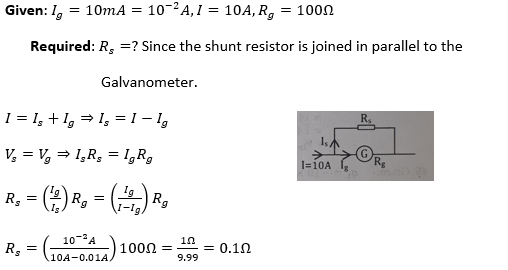 Given: I_g = 10mA = 10⁻²A, I = 10A, R_g = 100Ω
Required: R_s =? Since the shunt resistor is joined in parallel to the
Galvanometer.
I = I_s + I_g ⇒ I_s = I − I_g
V_s = V_g ⇒ I_sR_s = I_gR_g
R_s = (I_g/I_s) R_g = (I_g/(I−I_g)) R_g
R_s = (10⁻²A/(10A−0.01A)) 100Ω = 1Ω/9.99 = 0.1Ω
R_s
I_s
G
I=10A I_g R_g